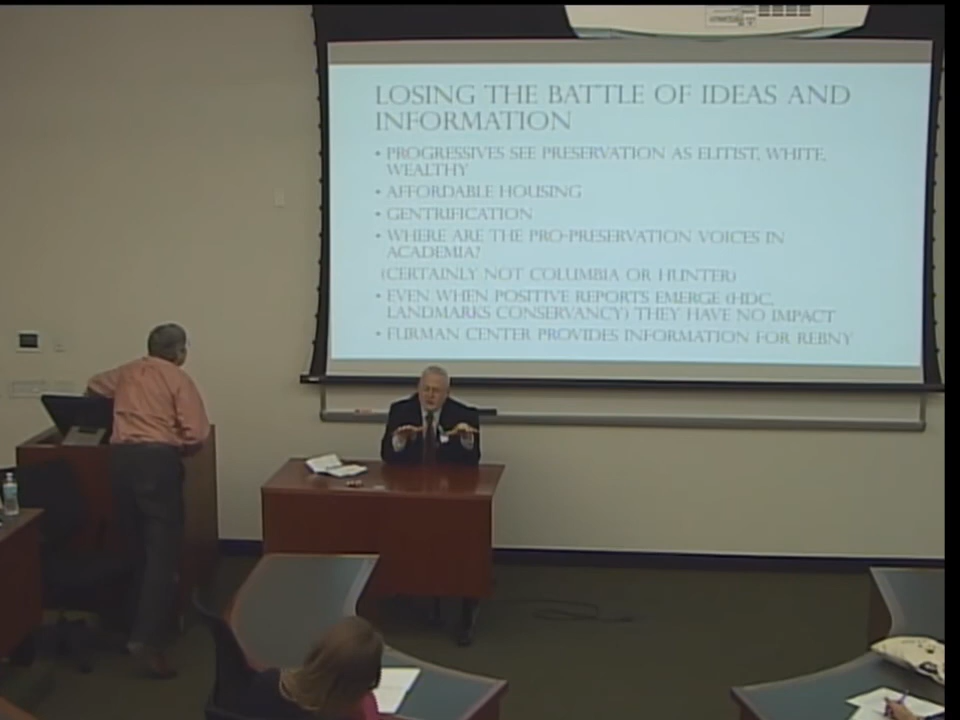 LOSING THE BATTLE OF IDEAS AND
INFORMATION
• PROGRESSIVES SEE PRESERVATION AS ELITIST, WHITE,
WEALTHY
• AFFORDABLE HOUSING
• GENTRIFICATION
• WHERE ARE THE PRO-PRESERVATION VOICES IN
ACADEMIA?
(CERTAINLY NOT COLUMBIA OR HUNTER)
• EVEN WHEN POSITIVE REPORTS EMERGE (HDC,
LANDMARKS CONSERVANCY) THEY HAVE NO IMPACT
• FURMAN CENTER PROVIDES INFORMATION FOR REBNY